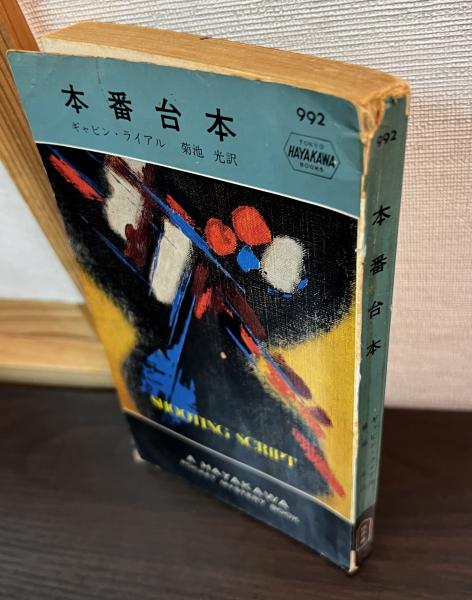 本番台本
ギャビン・ライアル 菊池 光訳
992
TOKYO
HAYAKAWA
BOOKS
SHOOTING SCRIPT
A HAYAKAWA
POCKET MYSTERY BOOK
992
本番台本